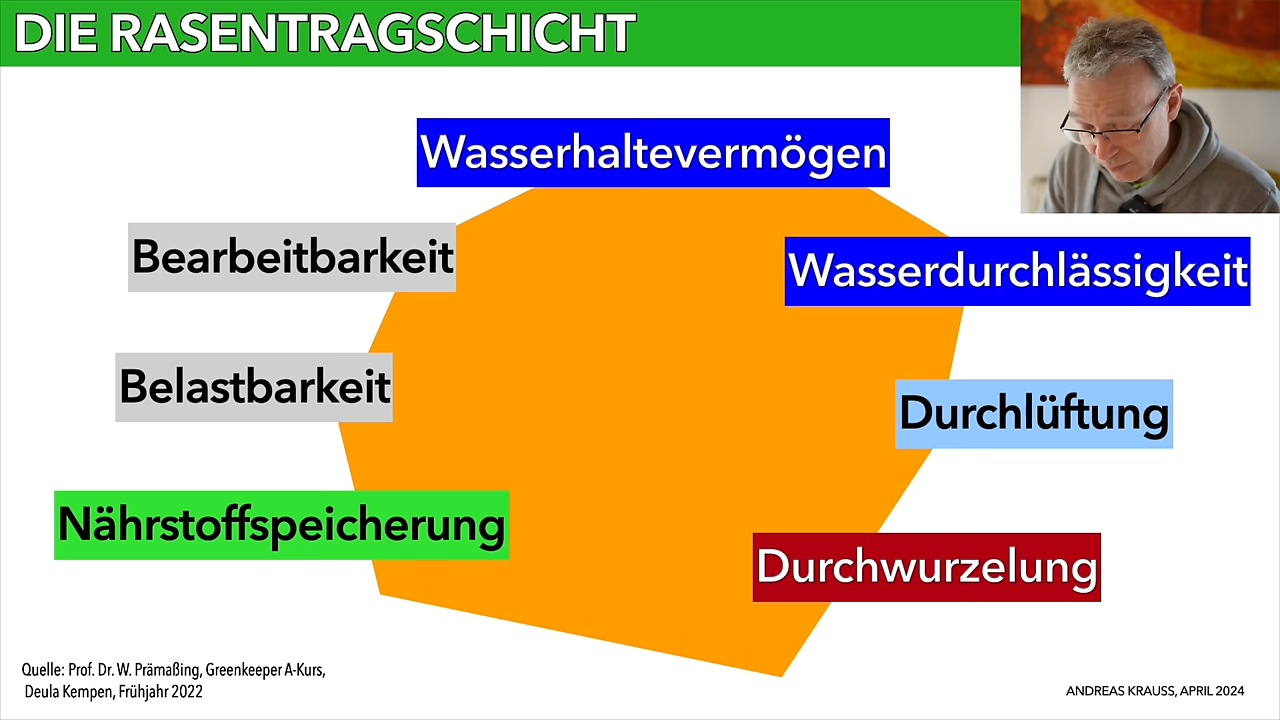 DIE RASENTRAGSCHICHT
Wasserhaltevermögen
Bearbeitbarkeit
Wasserdurchlässigkeit
Belastbarkeit
Durchlüftung
Nährstoffspeicherung
Durchwurzelung
Quelle: Prof. Dr. W. Prämaßing, Greenkeeper A-Kurs,
Deula Kempen, Frühjahr 2022
ANDREAS KRAUSS, APRIL 2024